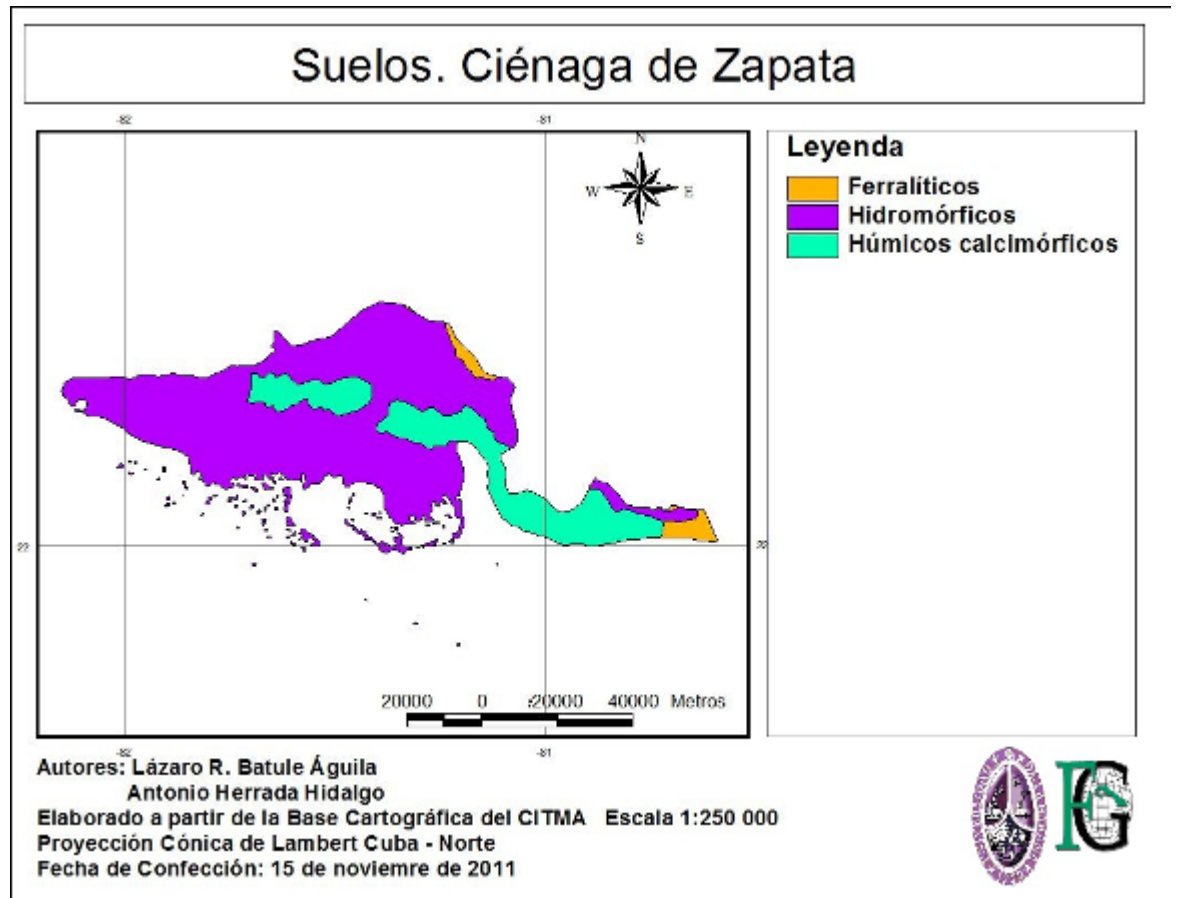 Suelos. Ciénaga de Zapata
-82 -81
N
W E
S
22 22
20000 0 20000 40000 Metros
-82 -81
Leyenda
Ferralíticos
Hidromórficos
Húmicos calcimórficos
Autores: Lázaro R. Batule Águila
Antonio Herrada Hidalgo
Elaborado a partir de la Base Cartográfica del CITMA Escala 1:250 000
Proyección Cónica de Lambert Cuba - Norte
Fecha de Confección: 15 de noviemre de 2011
FG